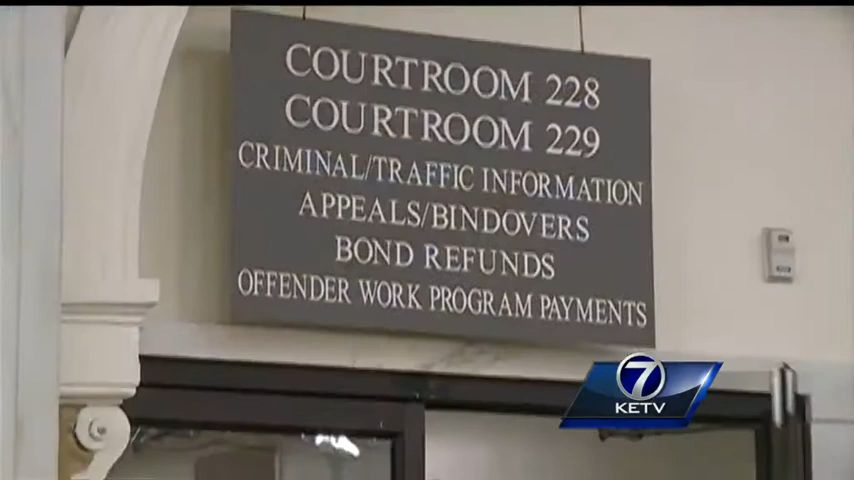 COURTROOM 228
COURTROOM 229
CRIMINAL/TRAFFIC INFORMATION
APPEALS/BINDOVERS
BOND REFUNDS
OFFENDER WORK PROGRAM PAYMENTS
7
KETV